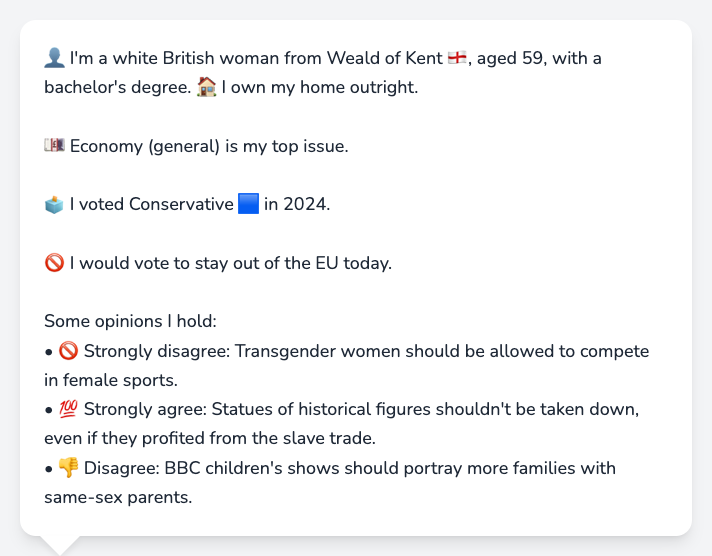 👤 I'm a white British woman from Weald of Kent 🏴󠁧󠁢󠁥󠁮󠁧󠁿, aged 59, with a
bachelor's degree. 🏠 I own my home outright.
💷 Economy (general) is my top issue.
🗳️ I voted Conservative 🟦 in 2024.
🚫 I would vote to stay out of the EU today.
Some opinions I hold:
• 🚫 Strongly disagree: Transgender women should be allowed to compete
in female sports.
• 💯 Strongly agree: Statues of historical figures shouldn't be taken down,
even if they profited from the slave trade.
• 👎 Disagree: BBC children's shows should portray more families with
same-sex parents.